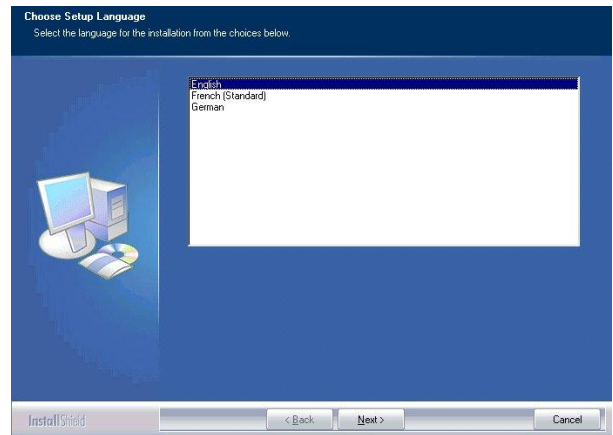 Choose Setup Language
Select the language for the installation from the choices below.
English
French (Standard)
German
InstallShield
< Back
Next >
Cancel